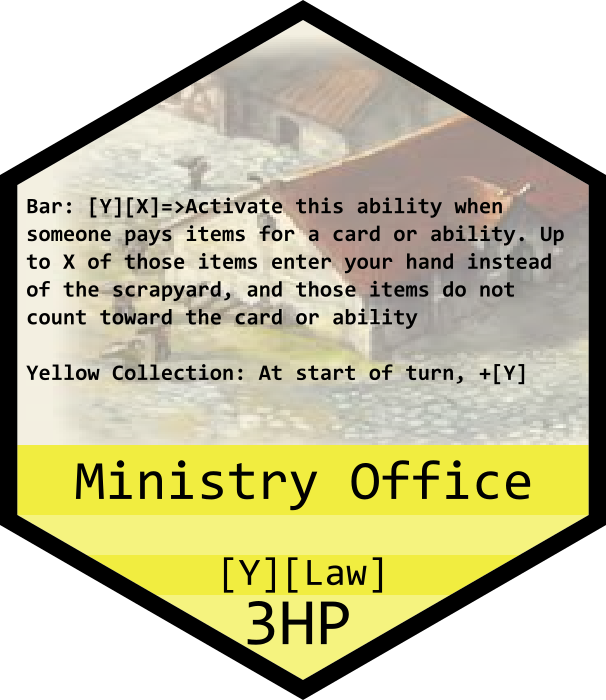 Bar: [Y][X]=>Activate this ability when
someone pays items for a card or ability. Up
to X of those items enter your hand instead
of the scrapyard, and those items do not
count toward the card or ability
Yellow Collection: At start of turn, +[Y]
Ministry Office
[Y][Law]
3HP